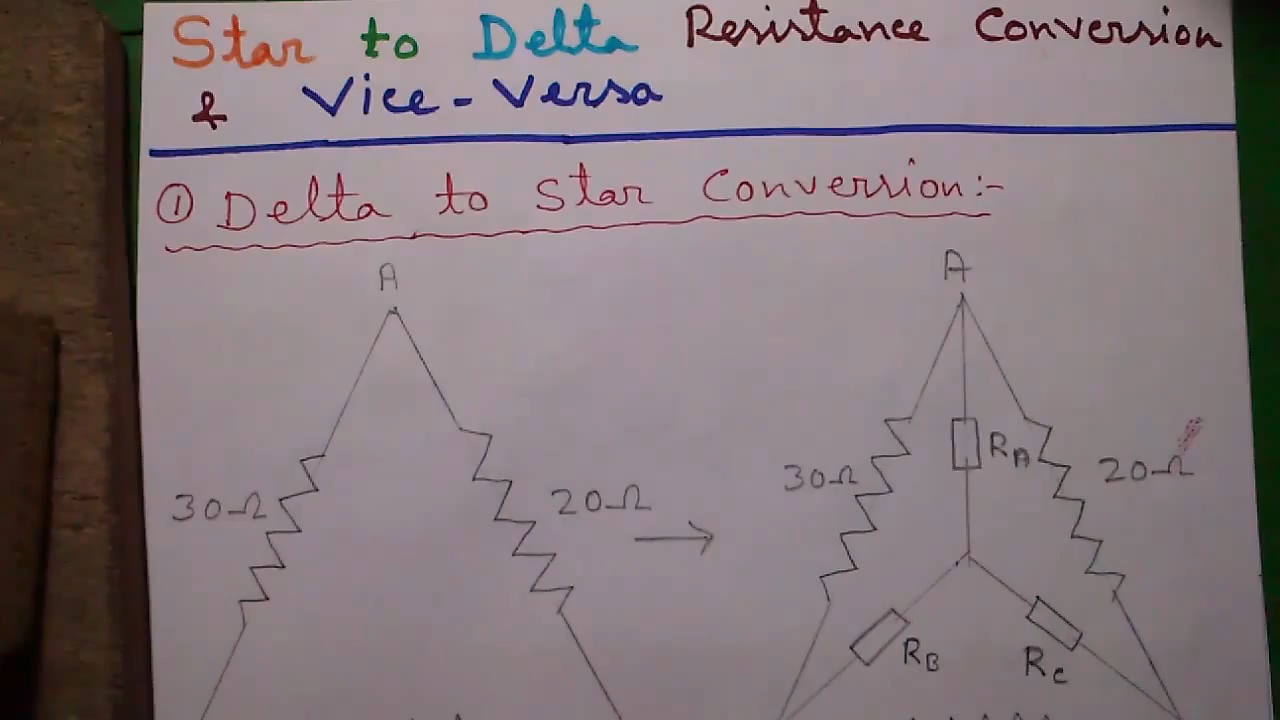 Star to Delta Resistance Conversion
& Vice-Versa
① Delta to Star Conversion:-
A
A
30Ω
20Ω
30Ω
RA
20Ω
RB
RC